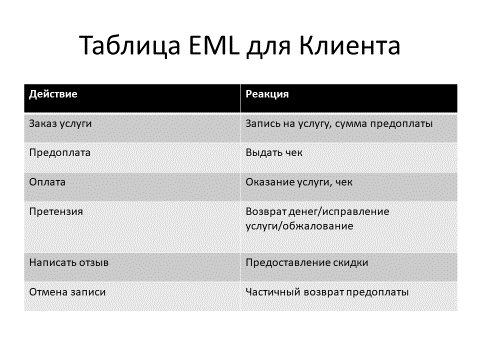 Таблица EML для Клиента
Действие Реакция
Заказ услуги Запись на услугу, сумма предоплаты
Предоплата Выдать чек
Оплата Оказание услуги, чек
Претензия Возврат денег/исправление
услуги/обжалование
Написать отзыв Предоставление скидки
Отмена записи Частичный возврат предоплаты